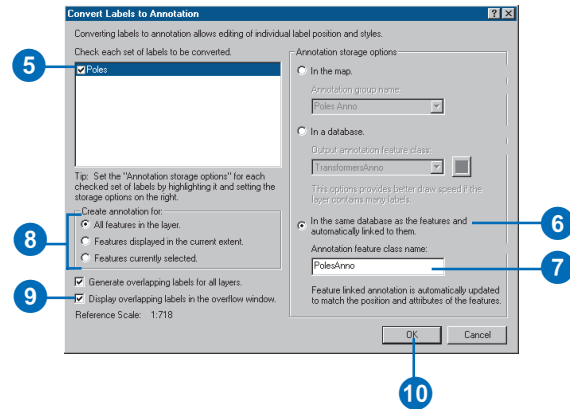 Convert Labels to Annotation
Converting labels to annotation allows editing of individual label position and styles.
Check each set of labels to be converted.
Poles
5
Tip: Set the "Annotation storage options" for each
checked set of labels by highlighting it and setting the
storage options on the right.
Create annotation for:
All features in the layer.
Features displayed in the current extent.
Features currently selected.
8
Generate overlapping labels for all layers.
Display overlapping labels in the overflow window.
9
Reference Scale: 1:718
Annotation storage options
In the map.
Annotation group name:
Poles Anno
In a database.
Output annotation feature class:
TransformersAnno
This options provides better draw speed if the
layer contains many labels.
In the same database as the features and
automatically linked to them.
6
Annotation feature class name:
PolesAnno
7
Feature linked annotation is automatically updated
to match the position and attributes of the features.
OK
Cancel
10